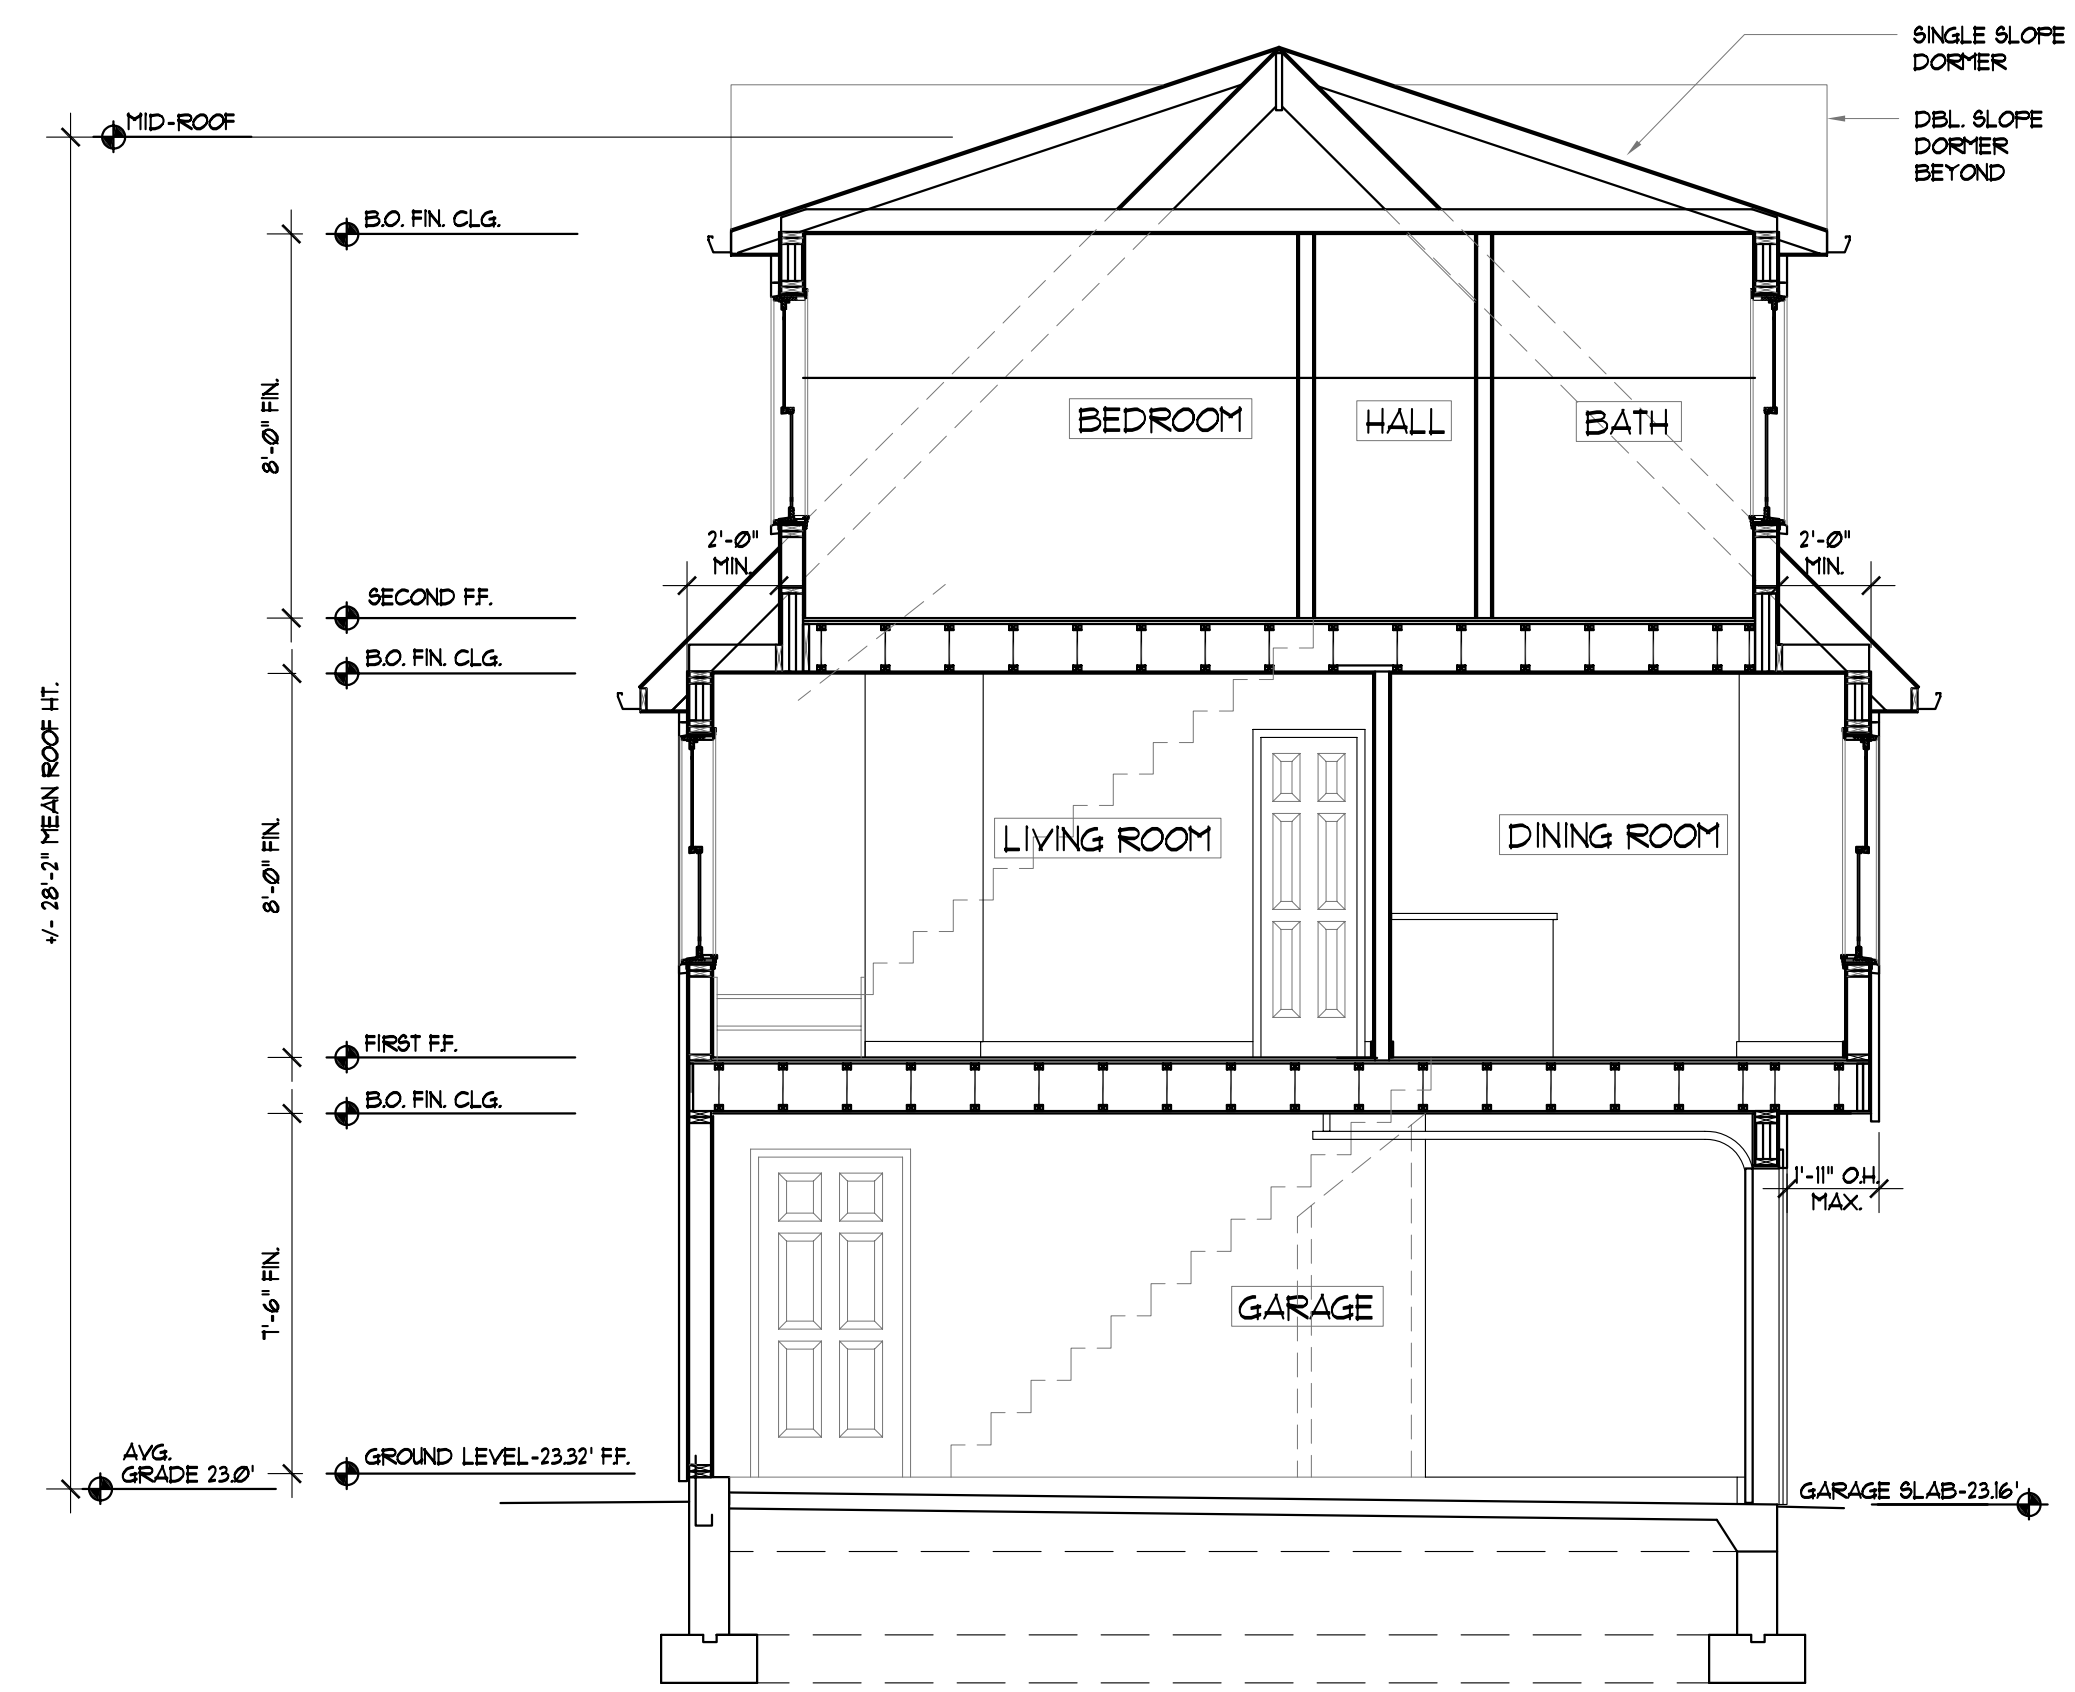 SINGLE SLOPE
DORMER
DBL. SLOPE
DORMER
BEYOND
MID-ROOF
B.O. FIN. CLG.
8'-0" FIN.
BEDROOM
HALL
BATH
2'-0"
MIN.
2'-0"
MIN.
SECOND F.F.
B.O. FIN. CLG.
+/- 28'-2" MEAN ROOF HT.
8'-0" FIN.
LIVING ROOM
DINING ROOM
FIRST F.F.
B.O. FIN. CLG.
1'-11" O.H.
MAX.
7'-6" FIN.
GARAGE
AVG.
GRADE 23.0'
GROUND LEVEL-23.32' F.F.
GARAGE SLAB-23.16'